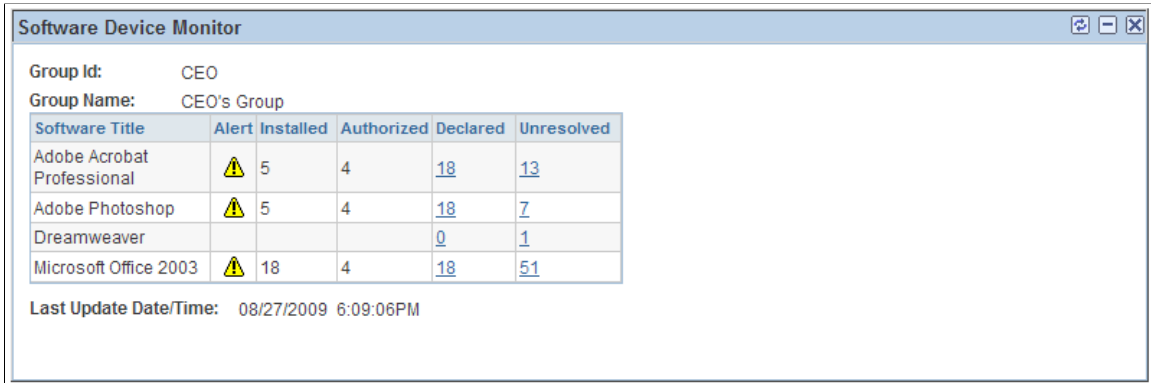 Software Device Monitor
Group Id: CEO
Group Name: CEO's Group
Software Title Alert Installed Authorized Declared Unresolved
Adobe Acrobat
Professional 5 4 18 13
Adobe Photoshop 5 4 18 7
Dreamweaver 0 1
Microsoft Office 2003 18 4 18 51
Last Update Date/Time: 08/27/2009 6:09:06PM